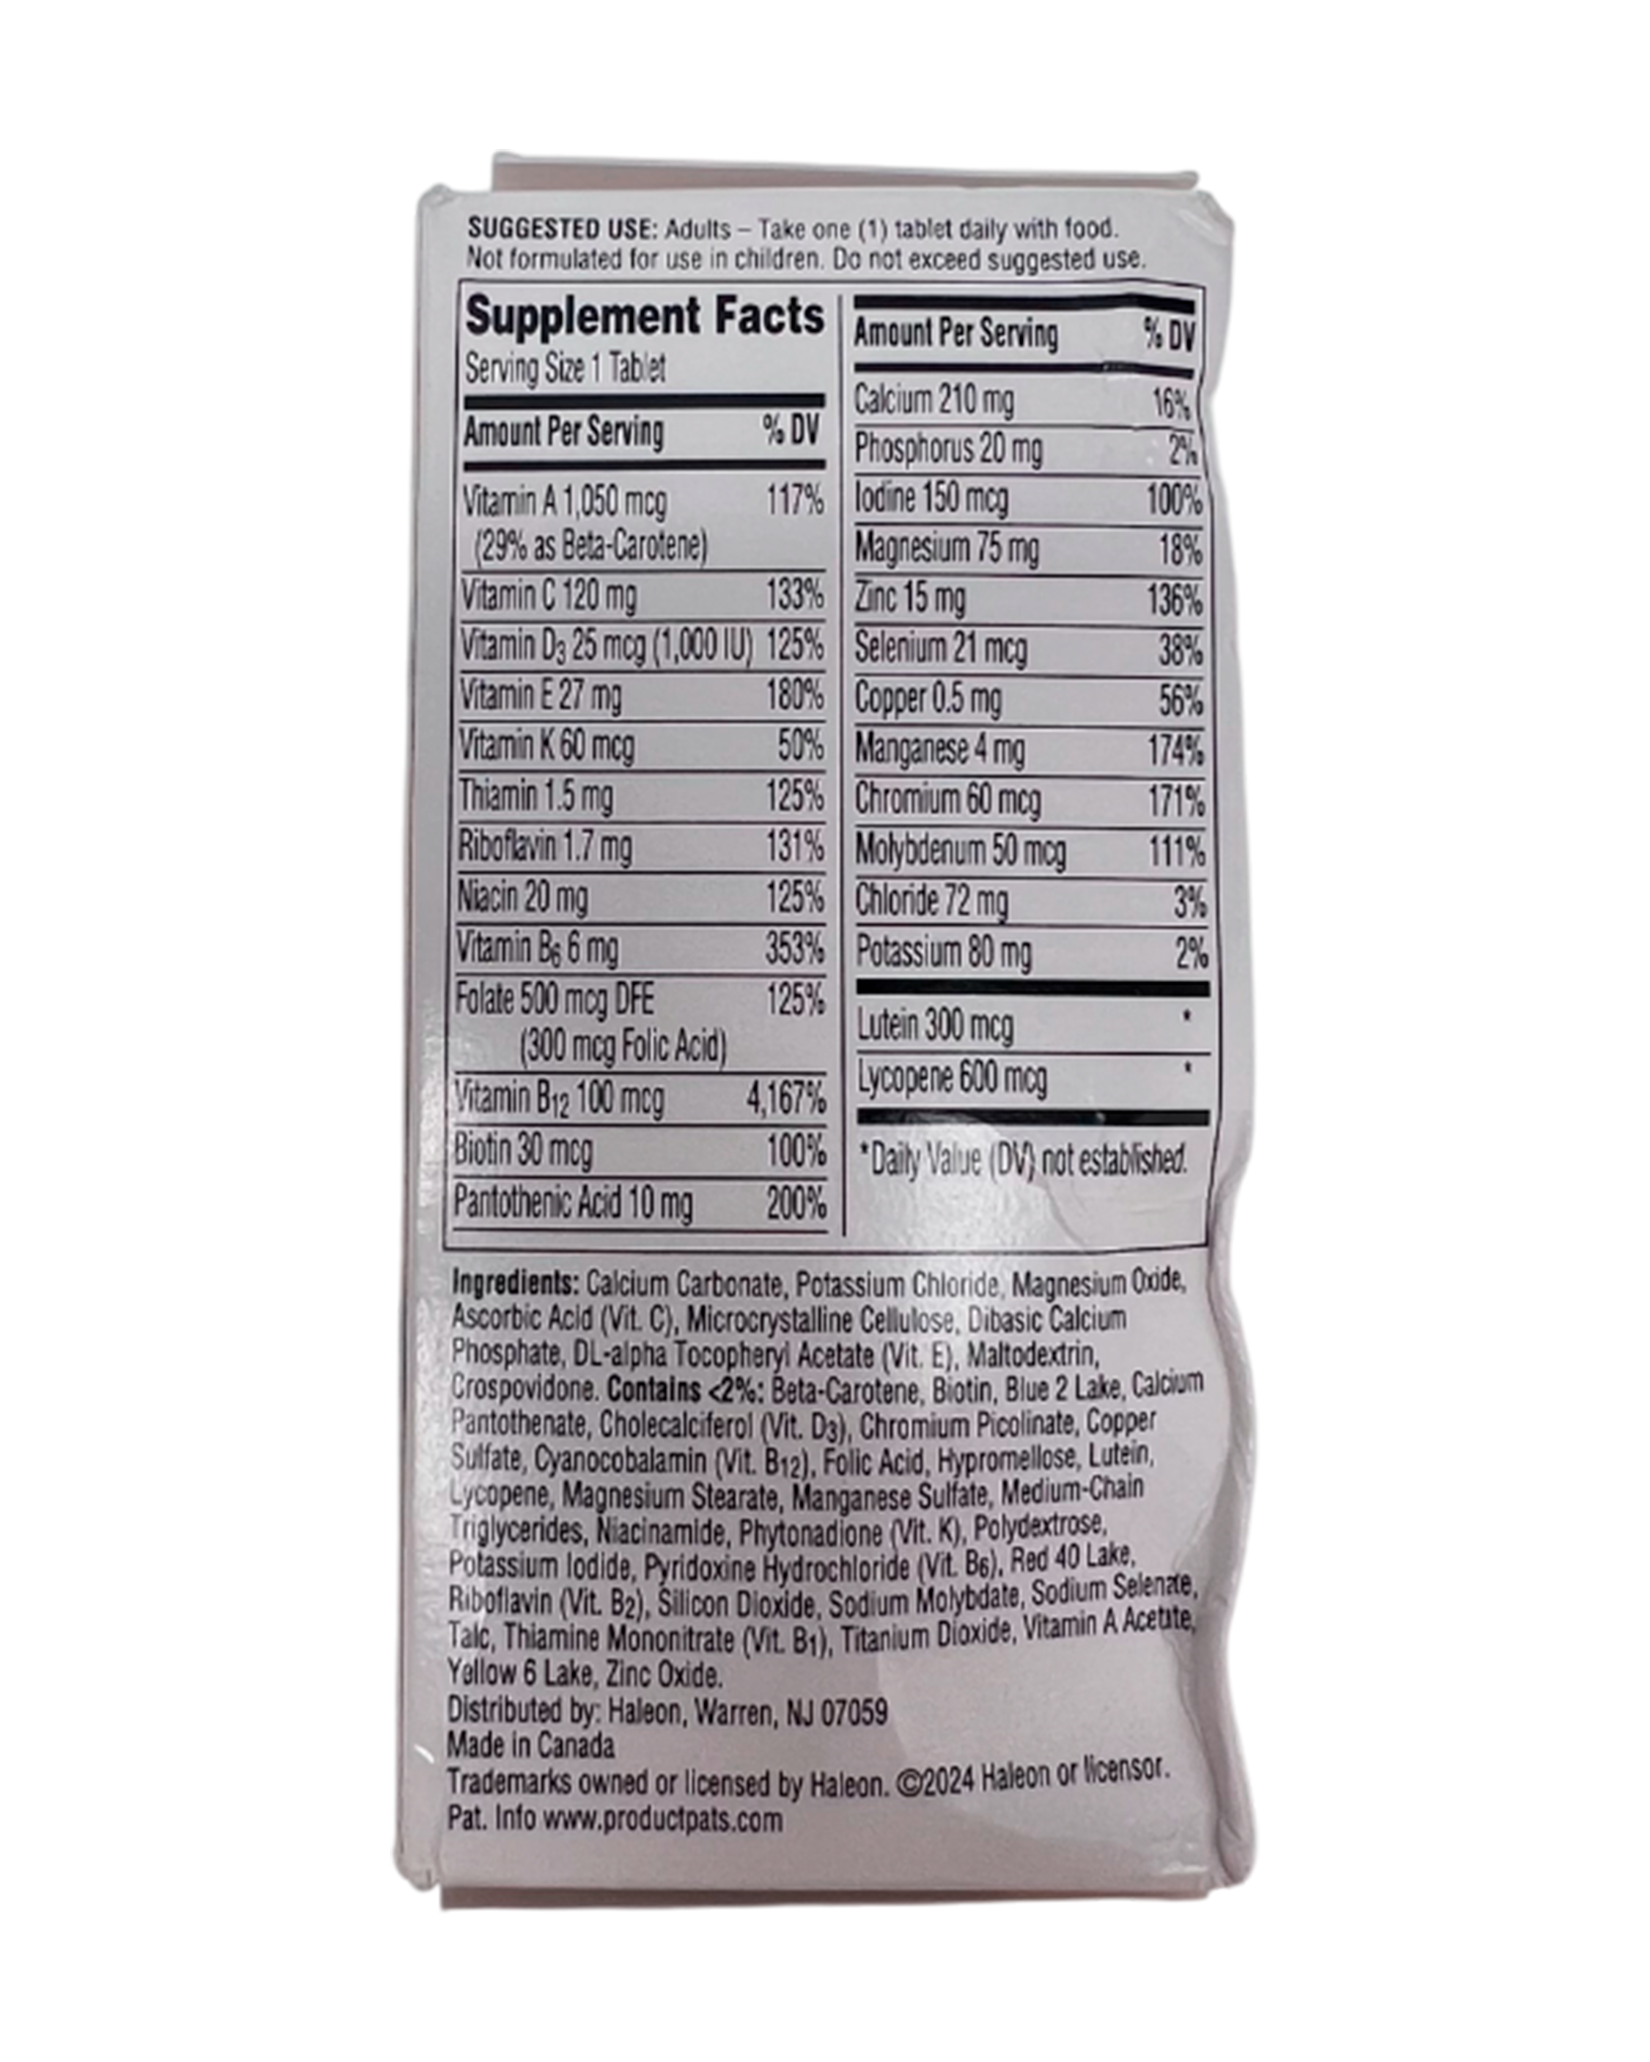 SUGGESTED USE: Adults – Take one (1) tablet daily with food.
Not formulated for use in children. Do not exceed suggested use.
Supplement Facts
Serving Size 1 Tablet
Amount Per Serving % DV
Vitamin A 1,050 mcg 117%
(29% as Beta-Carotene)
Vitamin C 120 mg 133%
Vitamin D3 25 mcg (1,000 IU) 125%
Vitamin E 27 mg 180%
Vitamin K 60 mcg 50%
Thiamin 1.5 mg 125%
Riboflavin 1.7 mg 131%
Niacin 20 mg 125%
Vitamin B6 6 mg 353%
Folate 500 mcg DFE 125%
(300 mcg Folic Acid)
Vitamin B12 100 mcg 4,167%
Biotin 30 mcg 100%
Pantothenic Acid 10 mg 200%
Amount Per Serving % DV
Calcium 210 mg 16%
Phosphorus 20 mg 2%
Iodine 150 mcg 100%
Magnesium 75 mg 18%
Zinc 15 mg 136%
Selenium 21 mcg 38%
Copper 0.5 mg 56%
Manganese 4 mg 174%
Chromium 60 mcg 171%
Molybdenum 50 mcg 111%
Chloride 72 mg 3%
Potassium 80 mg 2%
Lutein 300 mcg *
Lycopene 600 mcg *
*Daily Value (DV) not established.
Ingredients: Calcium Carbonate, Potassium Chloride, Magnesium Oxide,
Ascorbic Acid (Vit. C), Microcrystalline Cellulose, Dibasic Calcium
Phosphate, DL-alpha Tocopheryl Acetate (Vit. E), Maltodextrin,
Crospovidone. Contains <2%: Beta-Carotene, Biotin, Blue 2 Lake, Calcium
Pantothenate, Cholecalciferol (Vit. D3), Chromium Picolinate, Copper
Sulfate, Cyanocobalamin (Vit. B12), Folic Acid, Hypromellose, Lutein,
Lycopene, Magnesium Stearate, Manganese Sulfate, Medium-Chain
Triglycerides, Niacinamide, Phytonadione (Vit. K), Polydextrose,
Potassium Iodide, Pyridoxine Hydrochloride (Vit. B6), Red 40 Lake,
Riboflavin (Vit. B2), Silicon Dioxide, Sodium Molybdate, Sodium Selenate,
Talc, Thiamine Mononitrate (Vit. B1), Titanium Dioxide, Vitamin A Acetate,
Yellow 6 Lake, Zinc Oxide.
Distributed by: Haleon, Warren, NJ 07059
Made in Canada
Trademarks owned or licensed by Haleon. ©2024 Haleon or licensor.
Pat. Info www.productpats.com